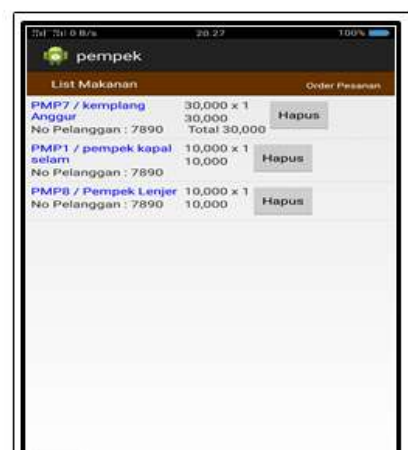 20.27 100%
pempek
List Makanan Order Pesanan
PMP7 / kemplang 30,000 x 1
Anggur 30,000 Hapus
No Pelanggan : 7890 Total 30,000
PMP1 / pempek kapal 10,000 x 1
selam 10,000 Hapus
No Pelanggan : 7890
PMP8 / Pempek Lenjer 10,000 x 1
No Pelanggan : 7890 10,000 Hapus